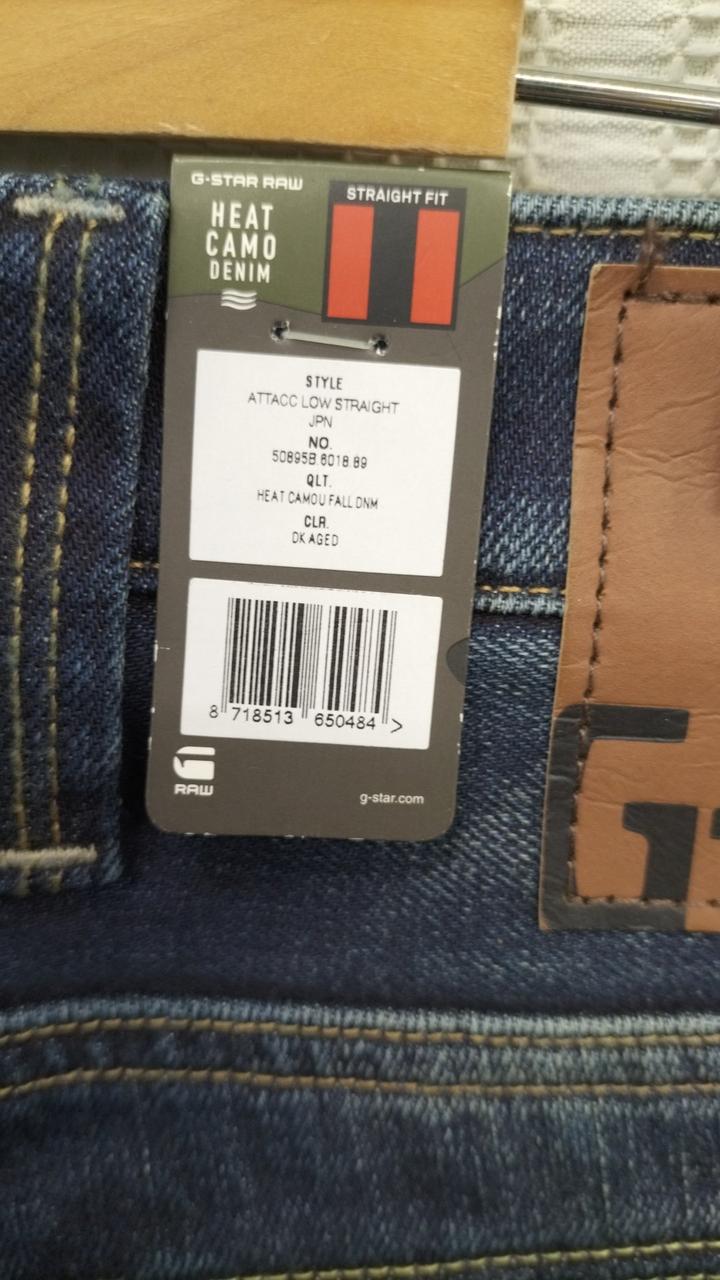 G-STAR RAW
STRAIGHT FIT
HEAT
CAMO
DENIM
STYLE
ATTACC LOW STRAIGHT
JPN
NO.
50895B.6018.89
QLT.
HEAT CAMOU FALL DNM
CLR.
DK AGED
8 718513 650484 >
RAW
g-star.com